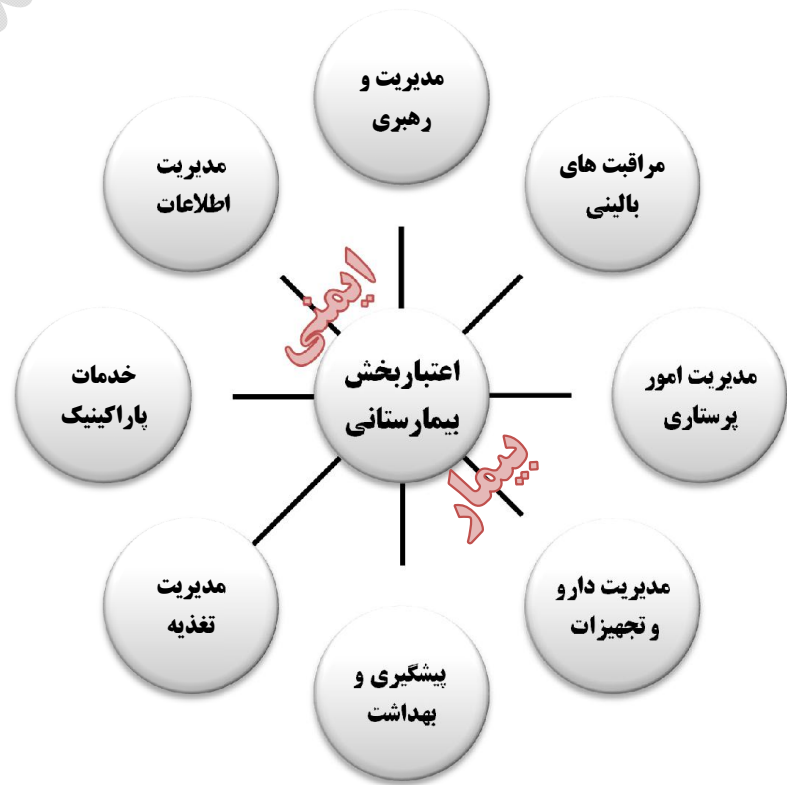 مدیریت و
رهبری
مراقبت های
بالینی
مدیریت امور
پرستاری
مدیریت دارو
و تجهیزات
پیشگیری و
بهداشت
مدیریت
تغذیه
خدمات
پاراکینیک
مدیریت
اطلاعات
ایمنی
اعتباربخش
بیمارستانی
بیمار